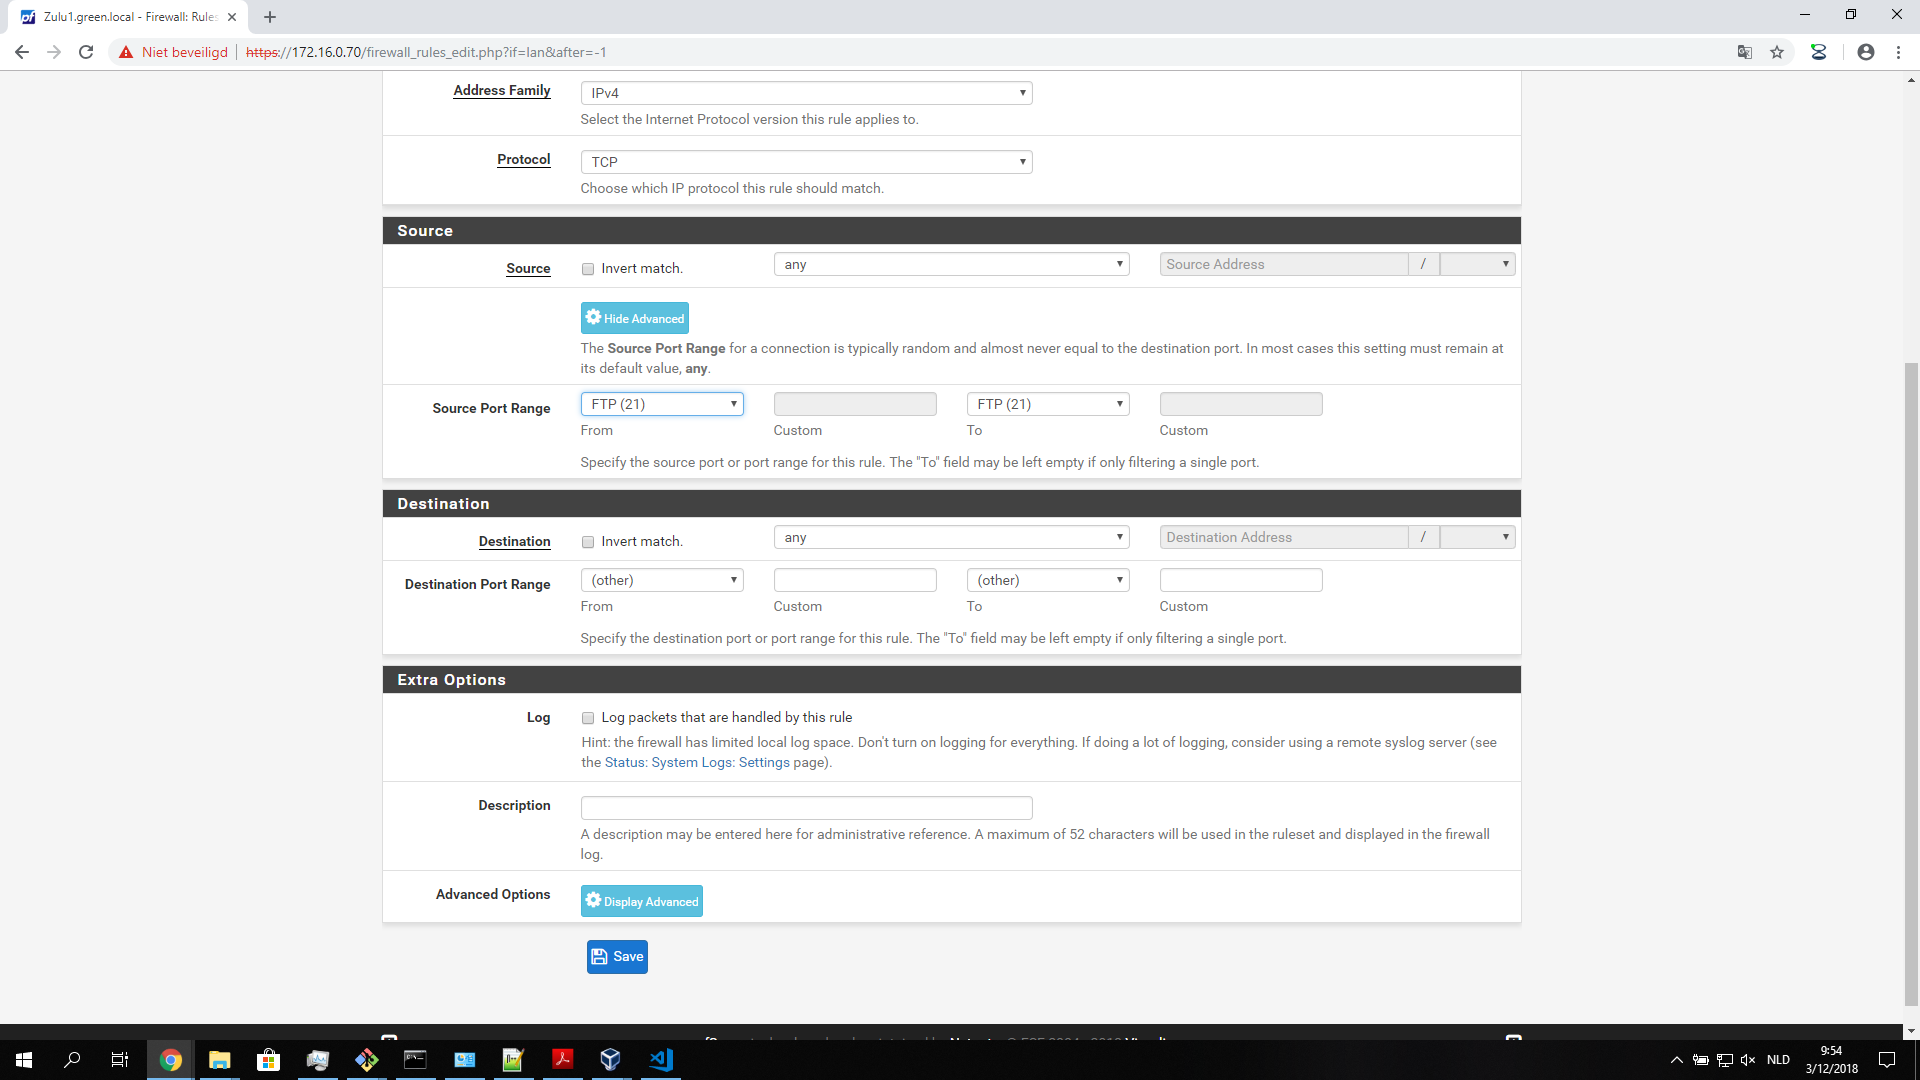 Zulu1.green.local - Firewall: Rules
Niet beveiligd
https://172.16.0.70/firewall_rules_edit.php?if=lan&after=-1
Address Family
IPv4
Select the Internet Protocol version this rule applies to.
Protocol
TCP
Choose which IP protocol this rule should match.
Source
Source
Invert match.
any
Source Address
/
Hide Advanced
The Source Port Range for a connection is typically random and almost never equal to the destination port. In most cases this setting must remain at
its default value, any.
Source Port Range
FTP (21)
FTP (21)
From
Custom
To
Custom
Specify the source port or port range for this rule. The "To" field may be left empty if only filtering a single port.
Destination
Destination
Invert match.
any
Destination Address
/
Destination Port Range
(other)
(other)
From
Custom
To
Custom
Specify the destination port or port range for this rule. The "To" field may be left empty if only filtering a single port.
Extra Options
Log
Log packets that are handled by this rule
Hint: the firewall has limited local log space. Don't turn on logging for everything. If doing a lot of logging, consider using a remote syslog server (see
the Status: System Logs: Settings page).
Description
A description may be entered here for administrative reference. A maximum of 52 characters will be used in the ruleset and displayed in the firewall
log.
Advanced Options
Display Advanced
Save
NLD
9:54
3/12/2018